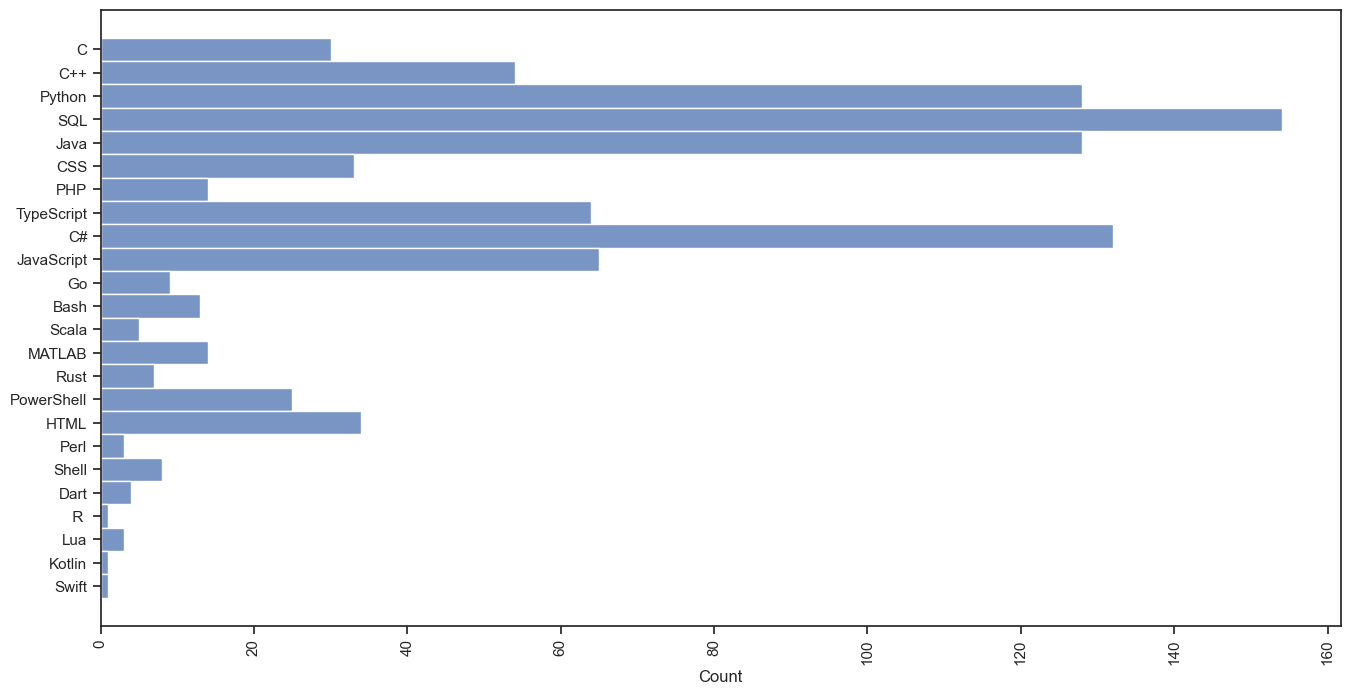 C
C++
Python
SQL
Java
CSS
PHP
TypeScript
C#
JavaScript
Go
Bash
Scala
MATLAB
Rust
PowerShell
HTML
Perl
Shell
Dart
R
Lua
Kotlin
Swift
0 20 40 60 80 100 120 140 160
Count